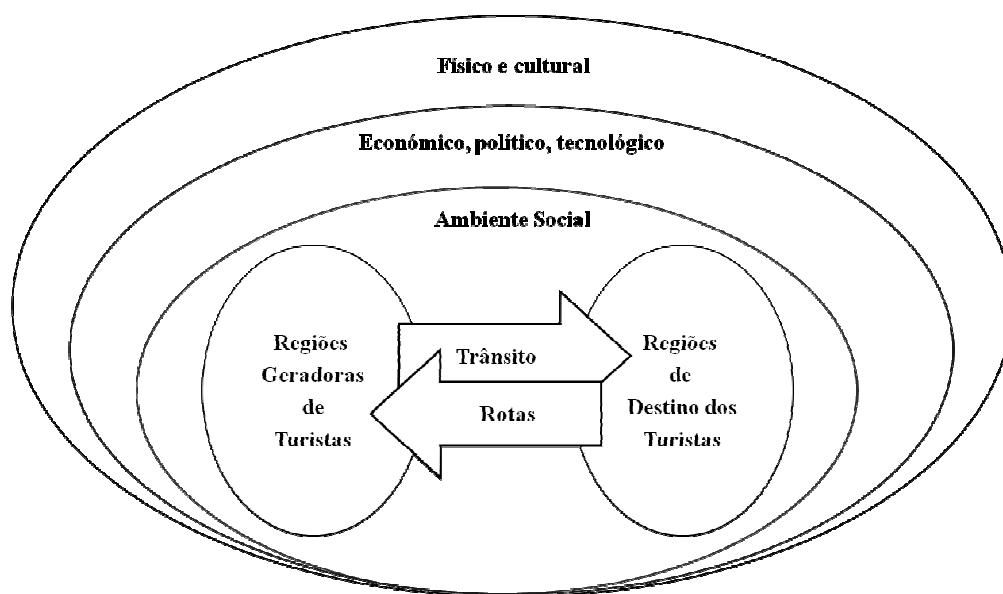 Físico e cultural
Económico, político, tecnológico
Ambiente Social
Regiões
Geradoras
de
Turistas
Trânsito
Rotas
Regiões
de
Destino dos
Turistas